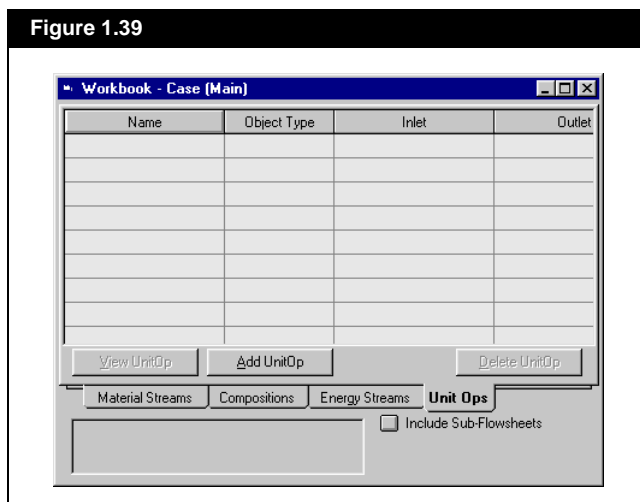 Figure 1.39
Workbook - Case (Main)
Name Object Type Inlet Outlet
View UnitOp Add UnitOp Delete UnitOp
Material Streams Compositions Energy Streams Unit Ops
Include Sub-Flowsheets